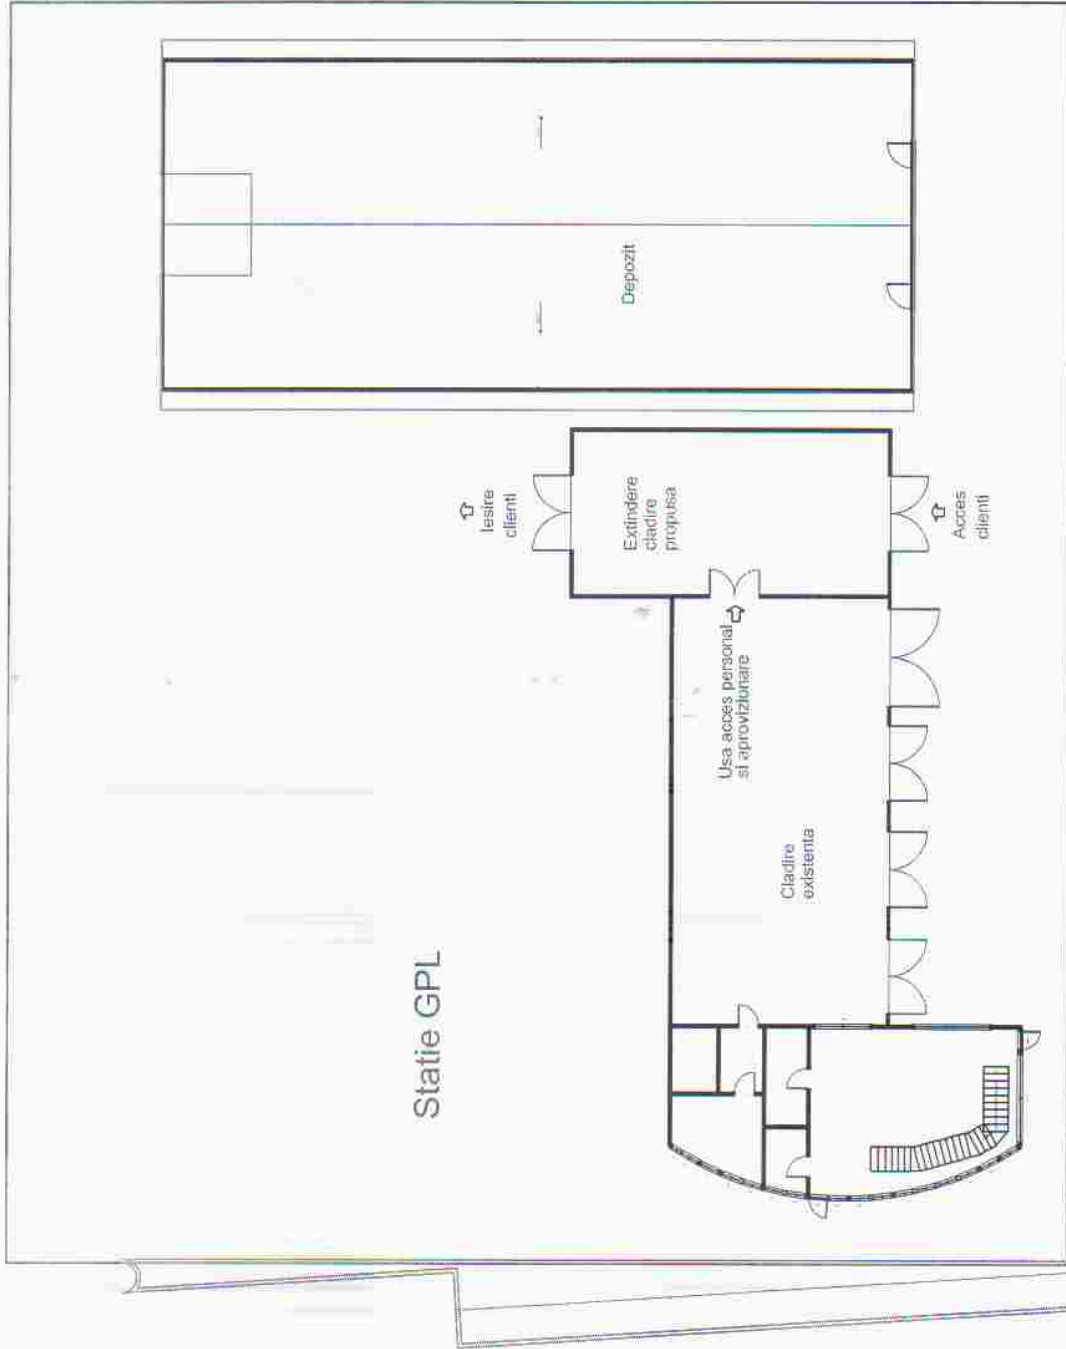 Statie GPL
Cladire
existenta
Usa acces personal
si aprovizionare
Extindere
cladire
propusa
Iesire
clienti
Acces
clienti
Depozit